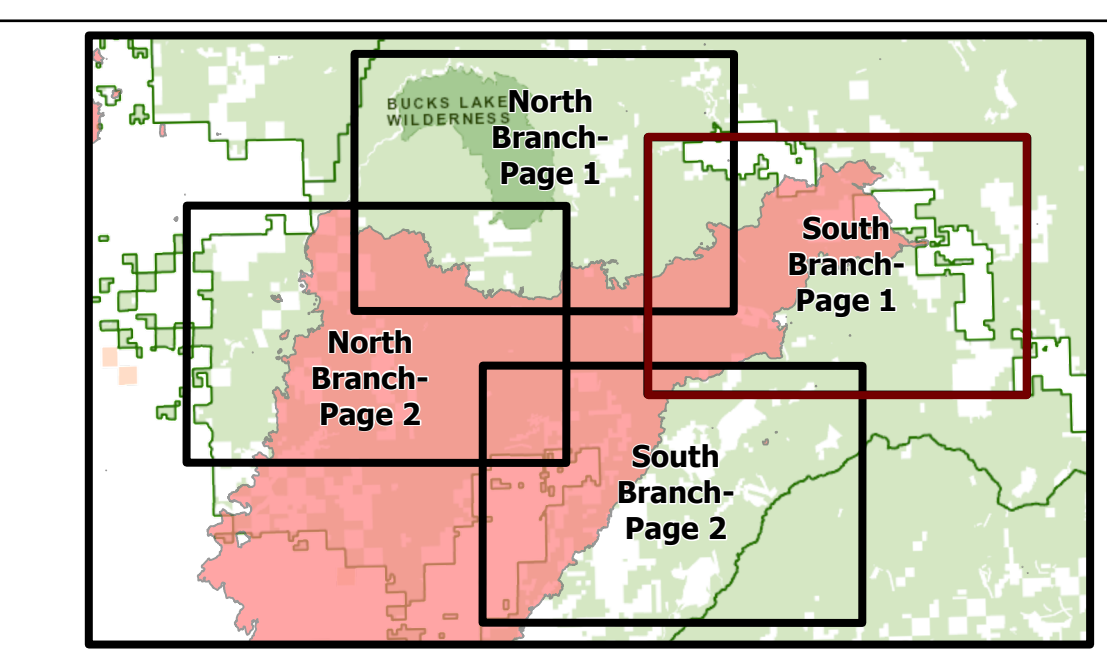 BUCKS LAKE
WILDERNESS
North
Branch-
Page 1
South
Branch-
Page 1
North
Branch-
Page 2
South
Branch-
Page 2